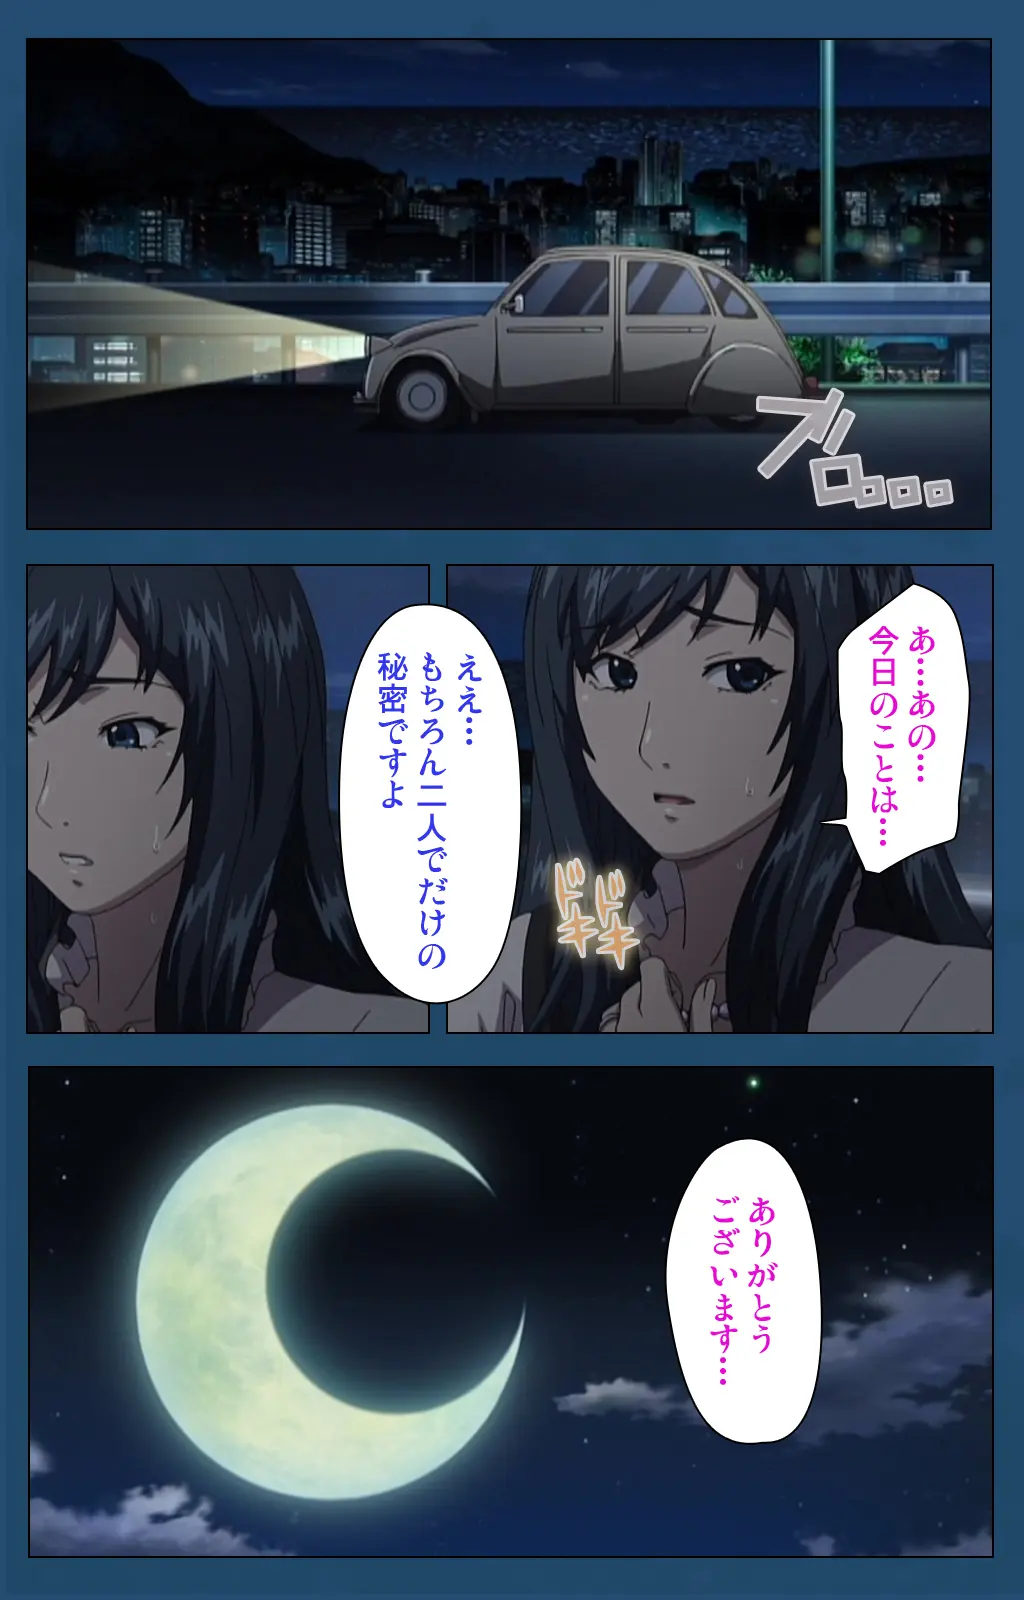 ブロ。。。
あ…あの…
今日のことは…
ドキ
ドキ
ええ…
もちろん二人でだけの
秘密ですよ
ありがとう
ございます…